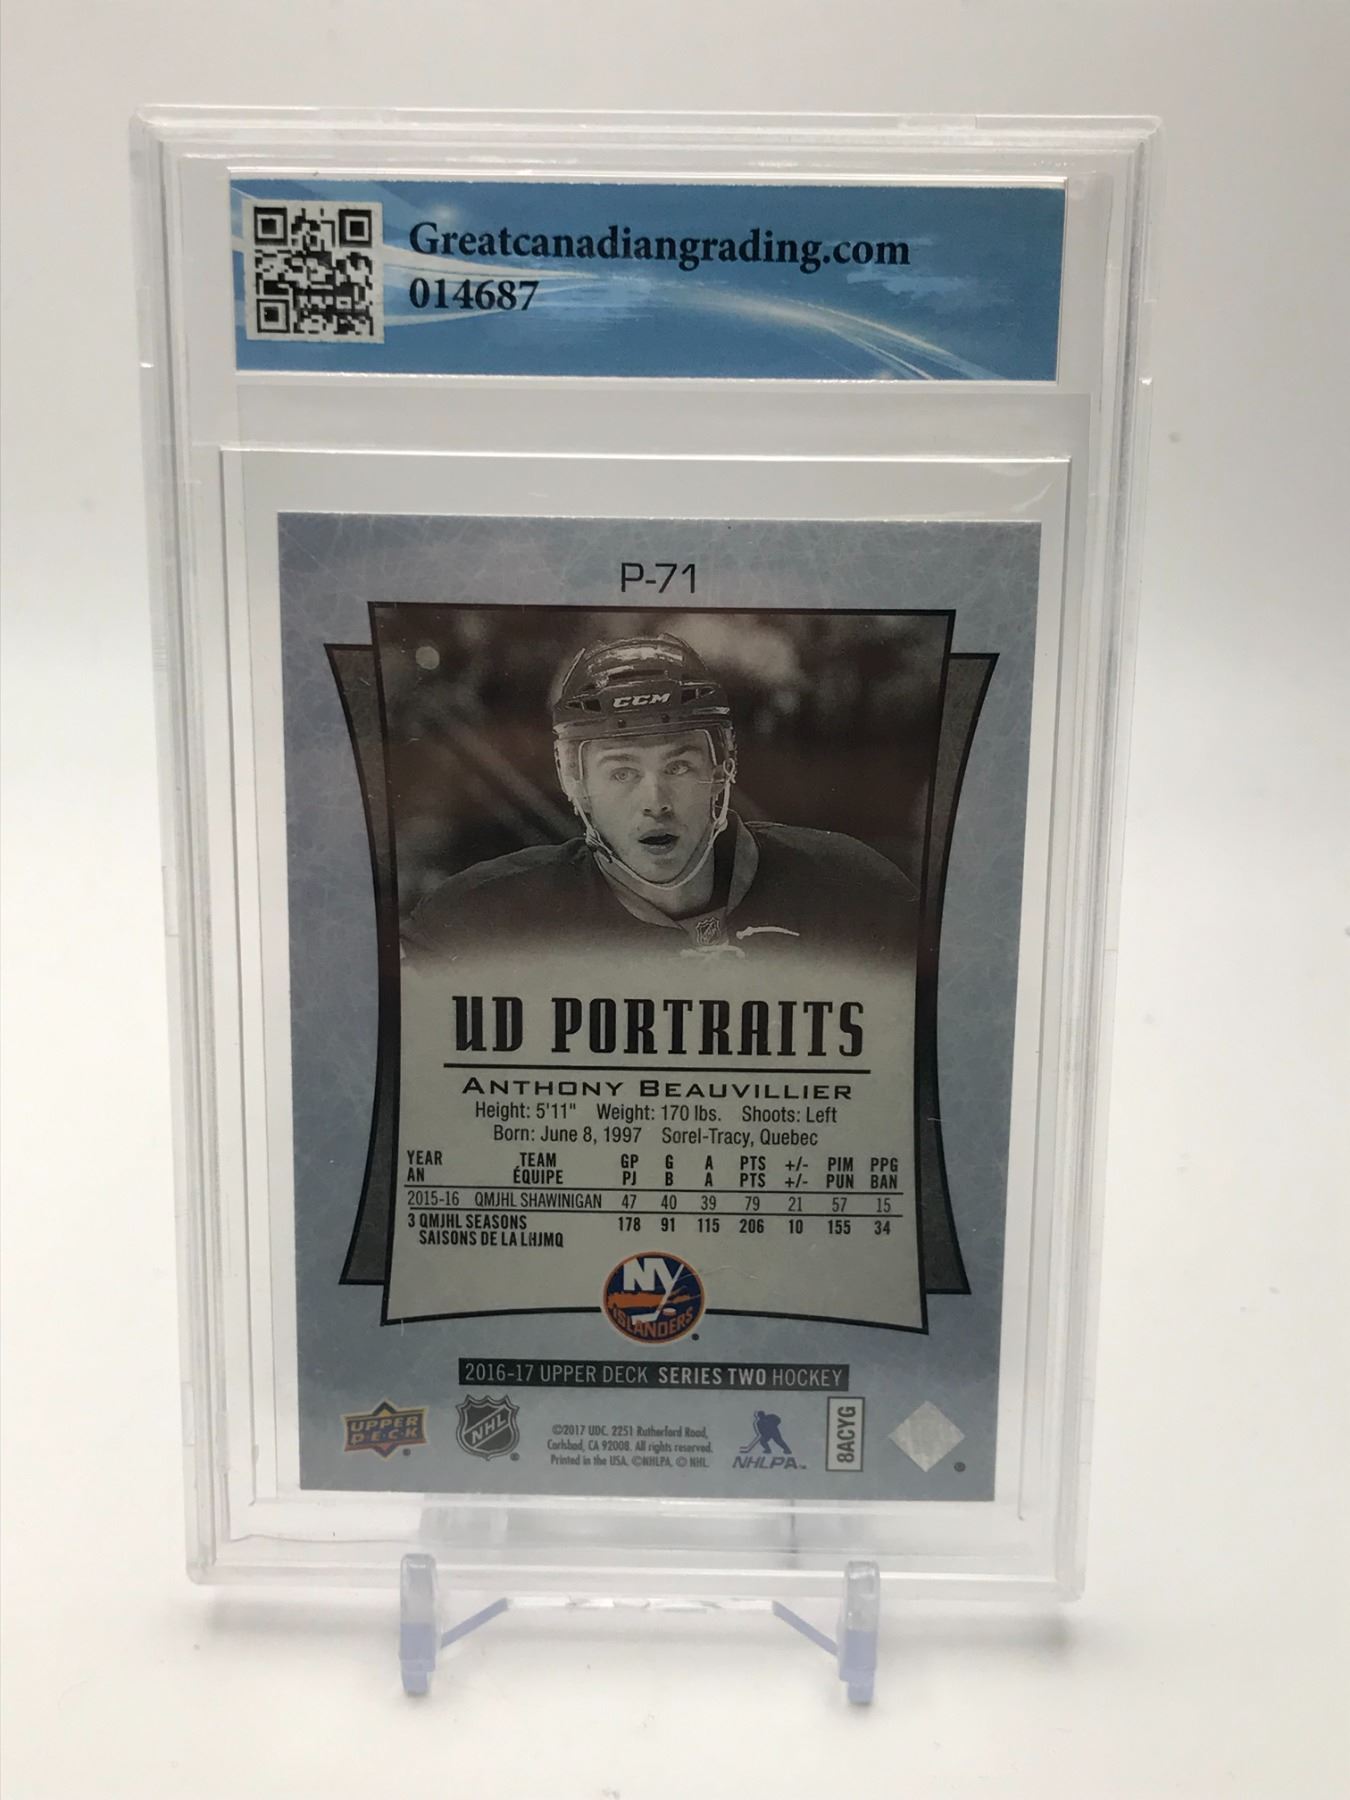 Greatcanadiangrading.com
014687
P-71
CCM
UD PORTRAITS
ANTHONY BEAUVILLIER
Height: 5'11" Weight: 170 lbs. Shoots: Left
Born: June 8, 1997 Sorel-Tracy, Quebec
YEAR TEAM GP G A PTS +/- PIM PPG
AN ÉQUIPE PJ B A PTS +/- PUN BAN
2015-16 QMJHL SHAWINIGAN 47 40 39 79 21 57 15
3 QMJHL SEASONS 178 91 115 206 10 155 34
SAISONS DE LA LHJMQ
NY
ISLANDERS
2016-17 UPPER DECK SERIES TWO HOCKEY
UPPER
D·E·C·K
NHL
©2017 UDC. 2251 Rutherford Road,
Carlsbad, CA 92008. All rights reserved.
Printed in the USA. ©NHLPA. © NHL
NHLPA™
8ACYG